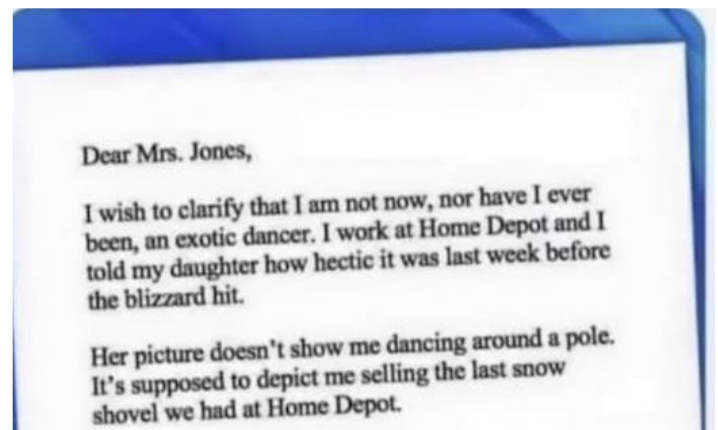 Dear Mrs. Jones,
I wish to clarify that I am not now, nor have I ever
been, an exotic dancer. I work at Home Depot and I
told my daughter how hectic it was last week before
the blizzard hit.
Her picture doesn't show me dancing around a pole.
It's supposed to depict me selling the last snow
shovel we had at Home Depot.